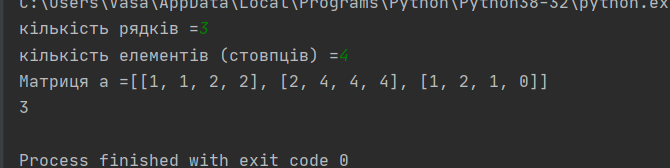 C:\Users\Vasa\AppData\Local\Programs\Python\Python38-32\python.ex
кількість рядків =3
кількість елементів (стовпців) =4
Матриця a =[[1, 1, 2, 2], [2, 4, 4, 4], [1, 2, 1, 0]]
3
Process finished with exit code 0